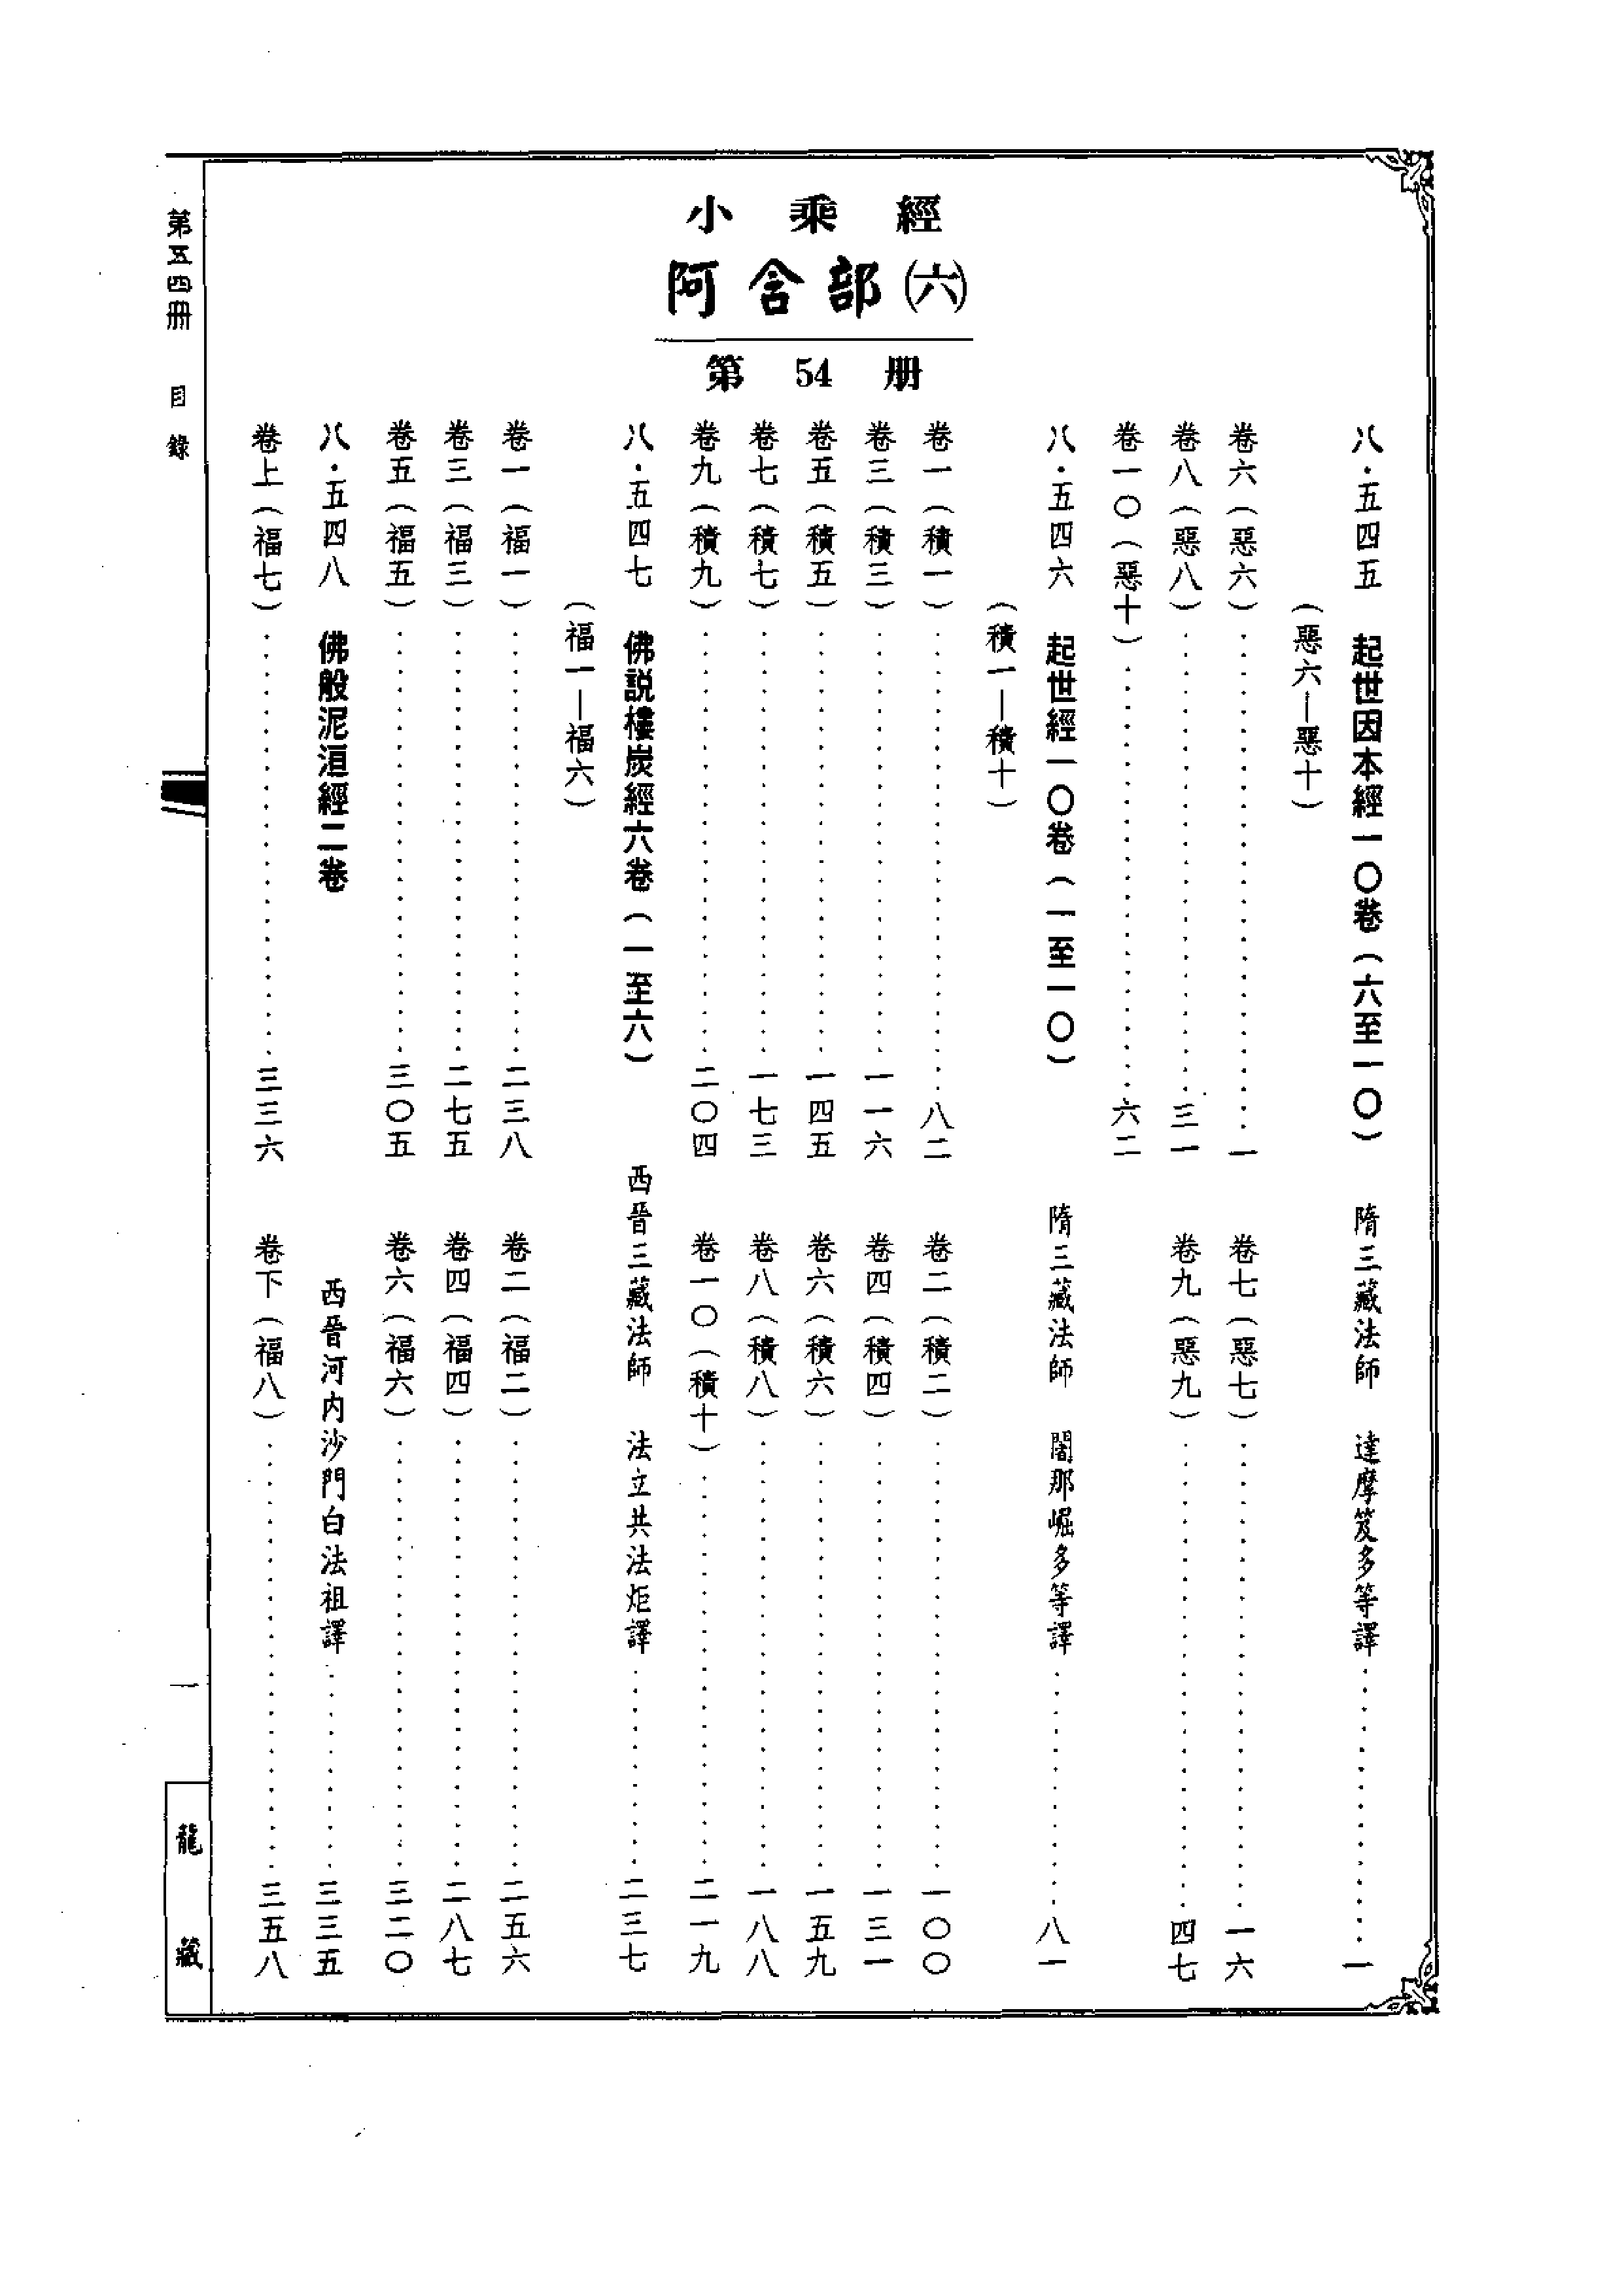 小乘經
阿含部(六)
第54册
八·五四五　起世因本經一〇卷（六至一〇）　隋三藏法師　達摩笈多等譯……一
（惡六—惡十）
卷六（惡六）……一　卷七（惡七）……一六
卷八（惡八）……三一　卷九（惡九）……四七
卷一〇（惡十）……六二
八·五四六　起世經一〇卷（一至一〇）　隋三藏法師　闍那崛多等譯……八一
（積一—積十）
卷一（積一）……八二　卷二（積二）……一〇〇
卷三（積三）……一一六　卷四（積四）……一三一
卷五（積五）……一四五　卷六（積六）……一五九
卷七（積七）……一七三　卷八（積八）……一八八
卷九（積九）……二〇四　卷一〇（積十）……二一九
八·五四七　佛説樓炭經六卷（一至六）　西晉三藏法師　法立共法炬譯……二三七
（福一—福六）
卷一（福一）……二三八　卷二（福二）……二五六
卷三（福三）……二七五　卷四（福四）……二八七
卷五（福五）……三〇五　卷六（福六）……三二〇
八·五四八　佛般泥洹經二卷　西晉河内沙門白法祖譯……三三五
卷上（福七）……三三六　卷下（福八）……三五八
第五四册　目錄　一　龍藏